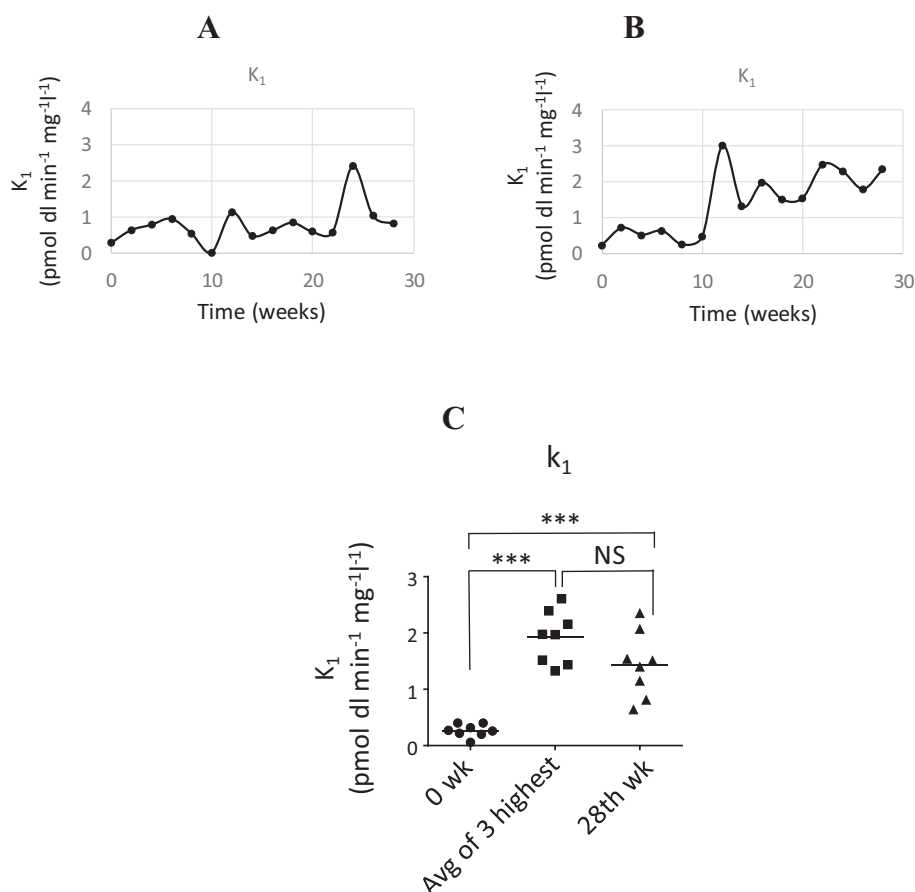 A
K₁
4
3
2
1
0
K₁
(pmol dl min⁻¹ mg⁻¹l⁻¹)
0
10
20
30
Time (weeks)
B
K₁
4
3
2
1
0
K₁
(pmol dl min⁻¹ mg⁻¹l⁻¹)
0
10
20
30
Time (weeks)
C
k₁
***
***
NS
3
2
1
0
K₁
(pmol dl min⁻¹ mg⁻¹l⁻¹)
0 wk
Avg of 3 highest
28th wk